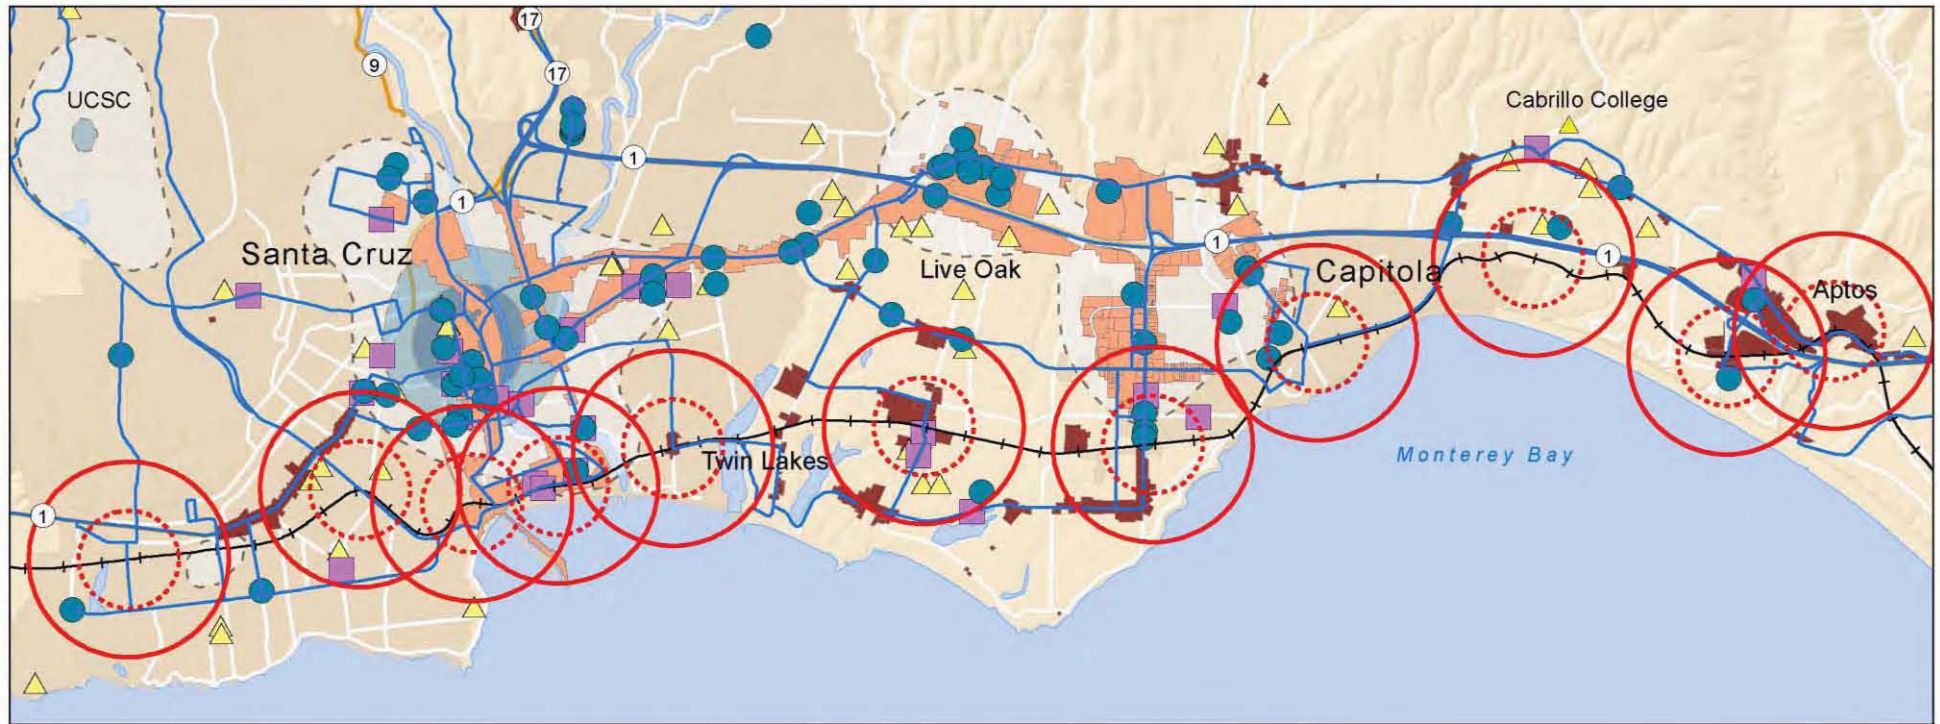 17
9
17
UCSC
Cabrillo College
1
1
1
Santa Cruz
1
Live Oak
Capitola
Aptos
Twin Lakes
Monterey Bay
1